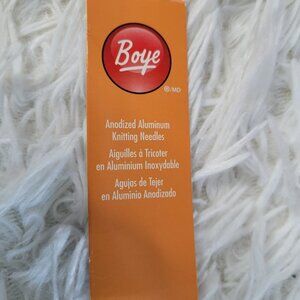 Boye
®/MD
Anodized Aluminum
Knitting Needles
Aiguilles à Tricoter
en Aluminium Inoxydable
Agujas de Tejer
en Aluminio Anodizado